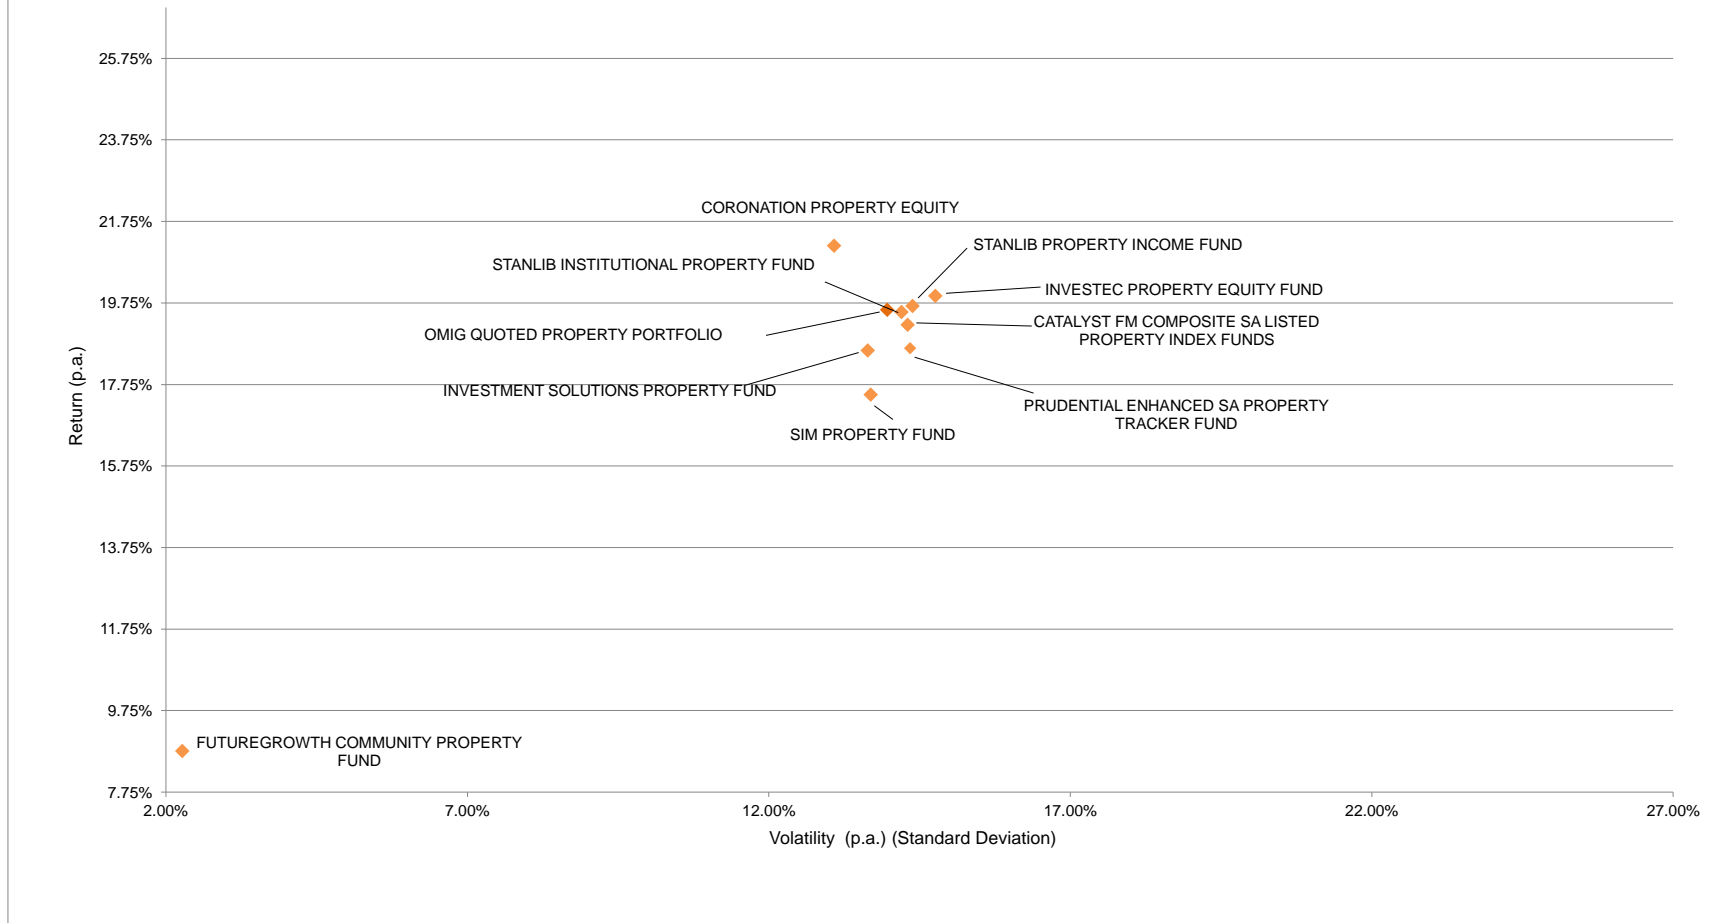 25.75%
23.75%
21.75%
19.75%
17.75%
15.75%
13.75%
11.75%
9.75%
7.75%
Return (p.a.)
CORONATION PROPERTY EQUITY
STANLIB PROPERTY INCOME FUND
STANLIB INSTITUTIONAL PROPERTY FUND
INVESTEC PROPERTY EQUITY FUND
OMIG QUOTED PROPERTY PORTFOLIO
CATALYST FM COMPOSITE SA LISTED
PROPERTY INDEX FUNDS
INVESTMENT SOLUTIONS PROPERTY FUND
PRUDENTIAL ENHANCED SA PROPERTY
TRACKER FUND
SIM PROPERTY FUND
FUTUREGROWTH COMMUNITY PROPERTY
FUND
2.00%
7.00%
12.00%
17.00%
22.00%
27.00%
Volatility (p.a.) (Standard Deviation)